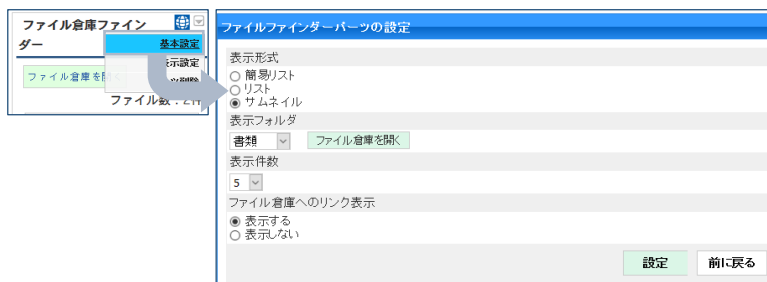 ファイル倉庫ファイン
ダー
基本設定
表示設定
ファイル倉庫を開
ファイル数：2件
ファイルファインダーパーツの設定
表示形式
簡易リスト
リスト
サムネイル
表示フォルダ
書類 ファイル倉庫を開く
表示件数
5
ファイル倉庫へのリンク表示
表示する
表示しない
設定 前に戻る